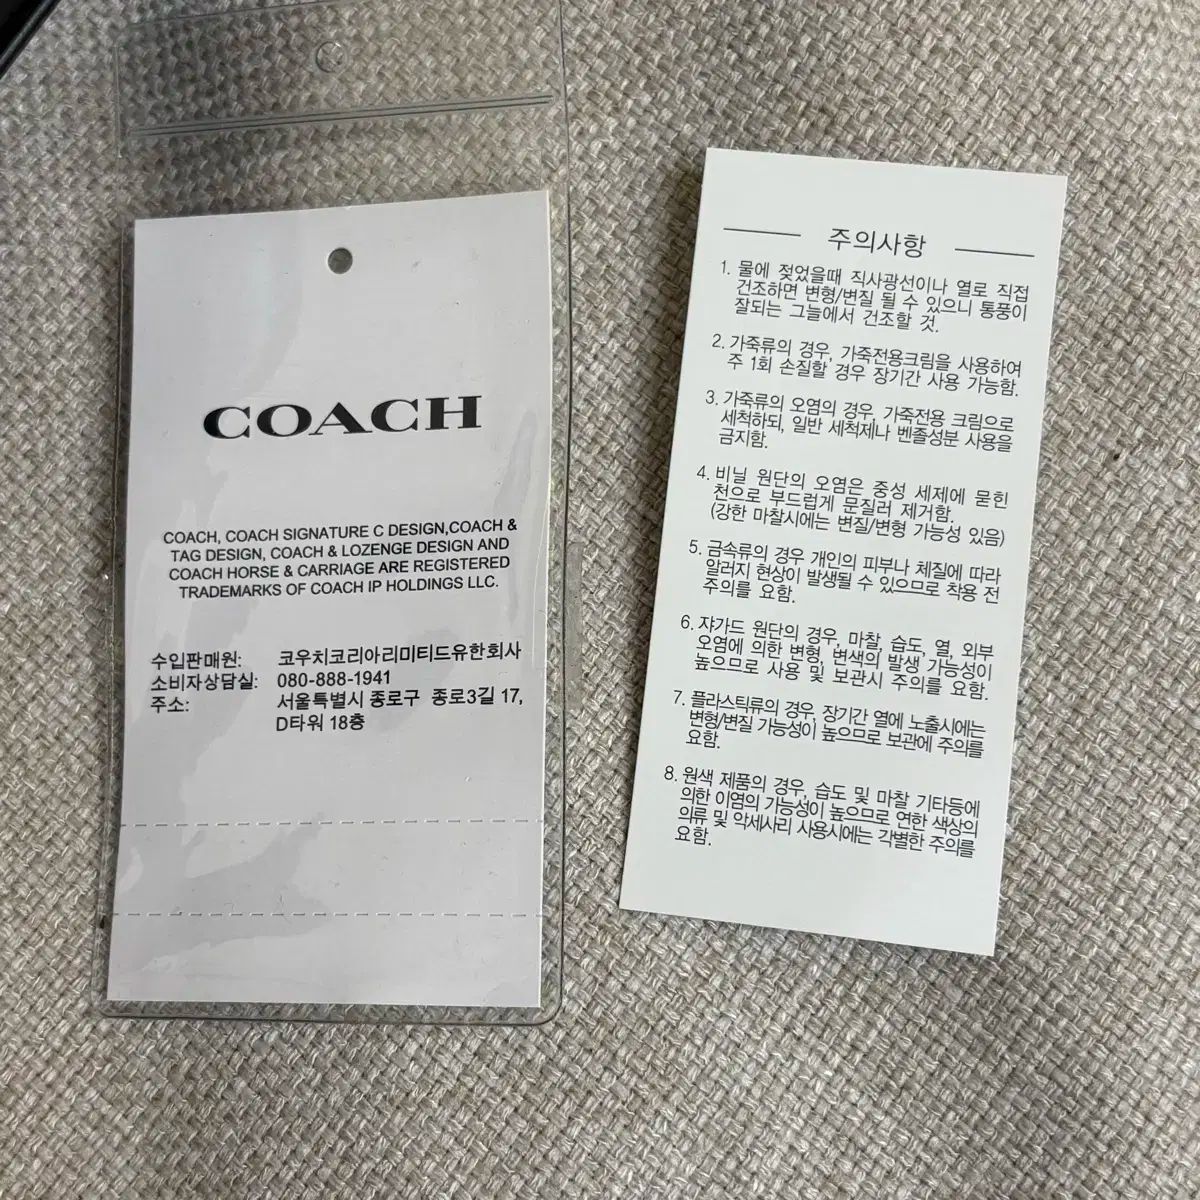 COACH
COACH, COACH SIGNATURE C DESIGN,COACH &
TAG DESIGN, COACH & LOZENGE DESIGN AND
COACH HORSE & CARRIAGE ARE REGISTERED
TRADEMARKS OF COACH IP HOLDINGS LLC.
수입판매원: 코우치코리아리미티드유한회사
소비자상담실: 080-888-1941
주소: 서울특별시 종로구 종로3길 17,
D타워 18층
주의사항
1. 물에 젖었을때 직사광선이나 열로 직접
건조하면 변형/변질 될 수 있으니 통풍이
잘되는 그늘에서 건조할 것.
2. 가죽류의 경우, 가죽전용크림을 사용하여
주 1회 손질할 경우 장기간 사용 가능함.
3. 가죽류의 오염의 경우, 가죽전용 크림으로
세척하되, 일반 세척제나 벤졸성분 사용을
금지함.
4. 비닐 원단의 오염은 중성 세제에 묻힌
천으로 부드럽게 문질러 제거함.
(강한 마찰시에는 변질/변형 가능성 있음)
5. 금속류의 경우 개인의 피부나 체질에 따라
알러지 현상이 발생될 수 있으므로 착용 전
주의를 요함.
6. 쟈가드 원단의 경우, 마찰, 습도, 열, 외부
오염에 의한 변형, 변색의 발생 가능성이
높으므로 사용 및 보관시 주의를 요함.
7. 플라스틱류의 경우, 장기간 열에 노출시에는
변형/변질 가능성이 높으므로 보관에 주의를
요함.
8. 원색 제품의 경우, 습도 및 마찰 기타등에
의한 이염의 가능성이 높으므로 연한 색상의
의류 및 악세사리 사용시에는 각별한 주의를
요함.